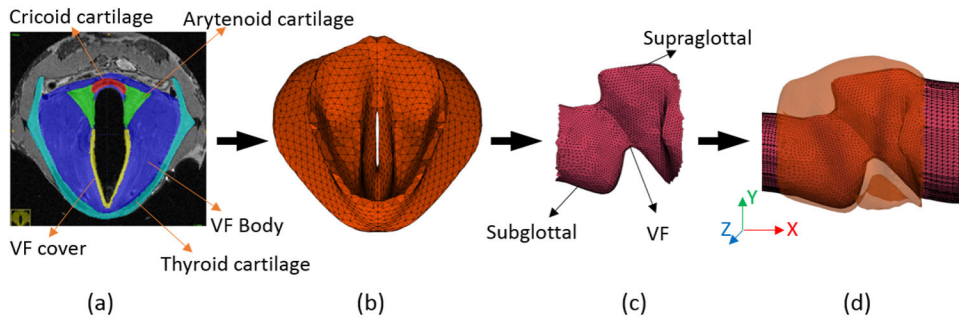 Cricoid cartilage
Arytenoid cartilage
VF Body
VF cover
Thyroid cartilage
Supraglottal
Subglottal
VF
Y
Z
X
(a)
(b)
(c)
(d)